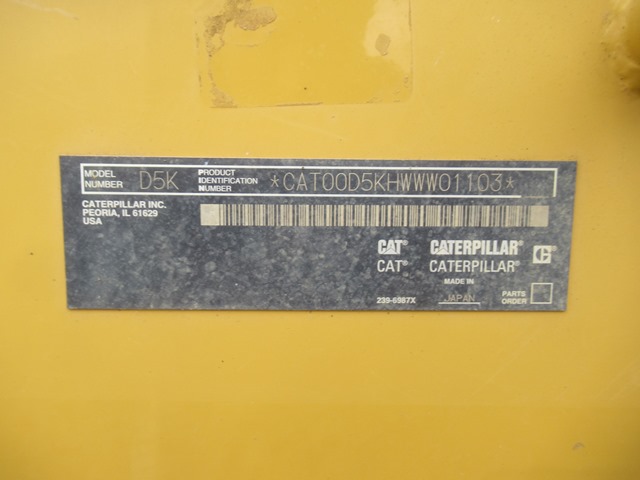 MODEL NUMBER D5K PRODUCT IDENTIFICATION NUMBER *CAT00D5KHWWW01103*
CATERPILLAR INC.
PEORIA, IL 61629
USA
CAT CATERPILLAR C
CAT® CATERPILLAR®
MADE IN
239-6987X JAPAN PARTS ORDER